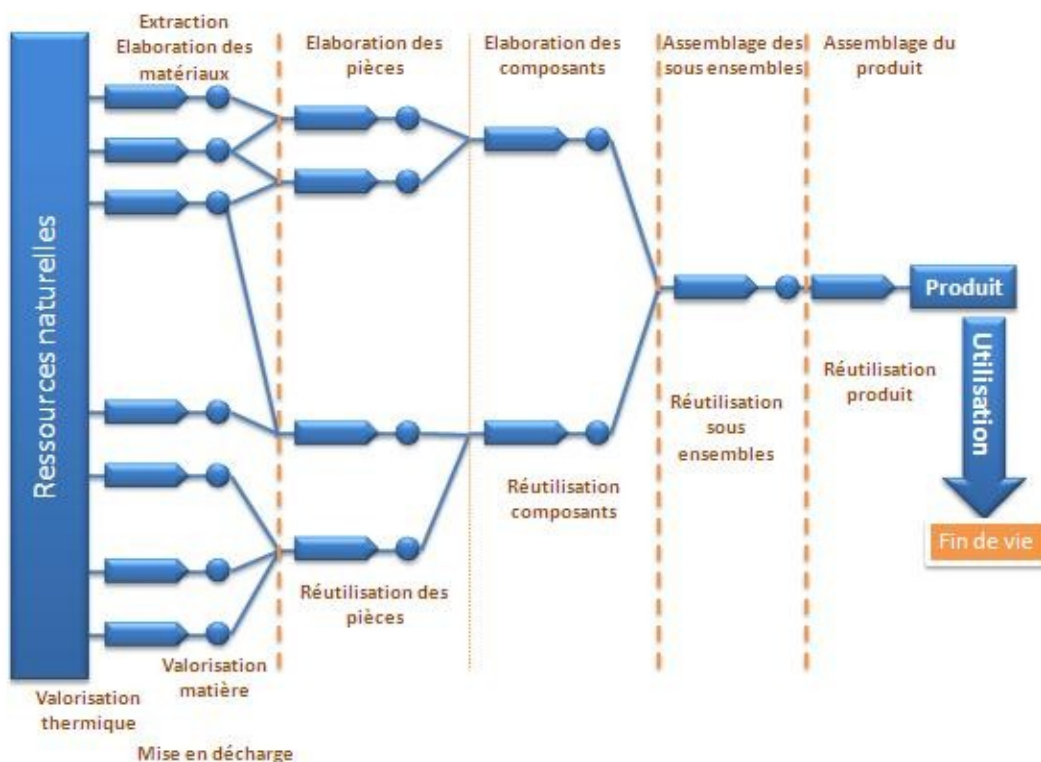 Extraction
Elaboration des
matériaux
Elaboration des
pièces
Elaboration des
composants
Assemblage des
sous ensembles
Assemblage du
produit
Ressources naturelles
Produit
Utilisation
Réutilisation
produit
Réutilisation
sous
ensembles
Réutilisation
composants
Fin de vie
Réutilisation des
pièces
Valorisation
matière
Valorisation
thermique
Mise en décharge